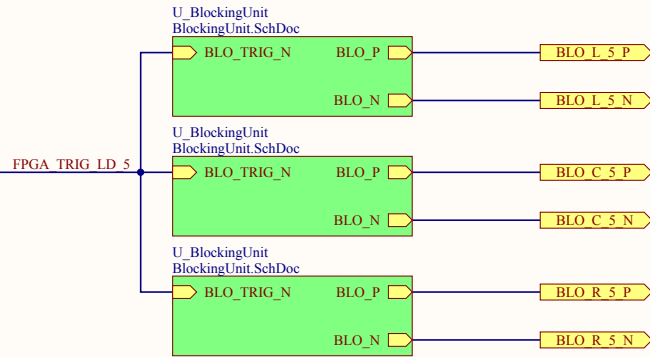 U_BlockingUnit
BlockingUnit.SchDoc
BLO_TRIG_N BLO_P BLO_L_5_P
BLO_N BLO_L_5_N
U_BlockingUnit
BlockingUnit.SchDoc
FPGA_TRIG_LD_5 BLO_TRIG_N BLO_P BLO_C_5_P
BLO_N BLO_C_5_N
U_BlockingUnit
BlockingUnit.SchDoc
BLO_TRIG_N BLO_P BLO_R_5_P
BLO_N BLO_R_5_N